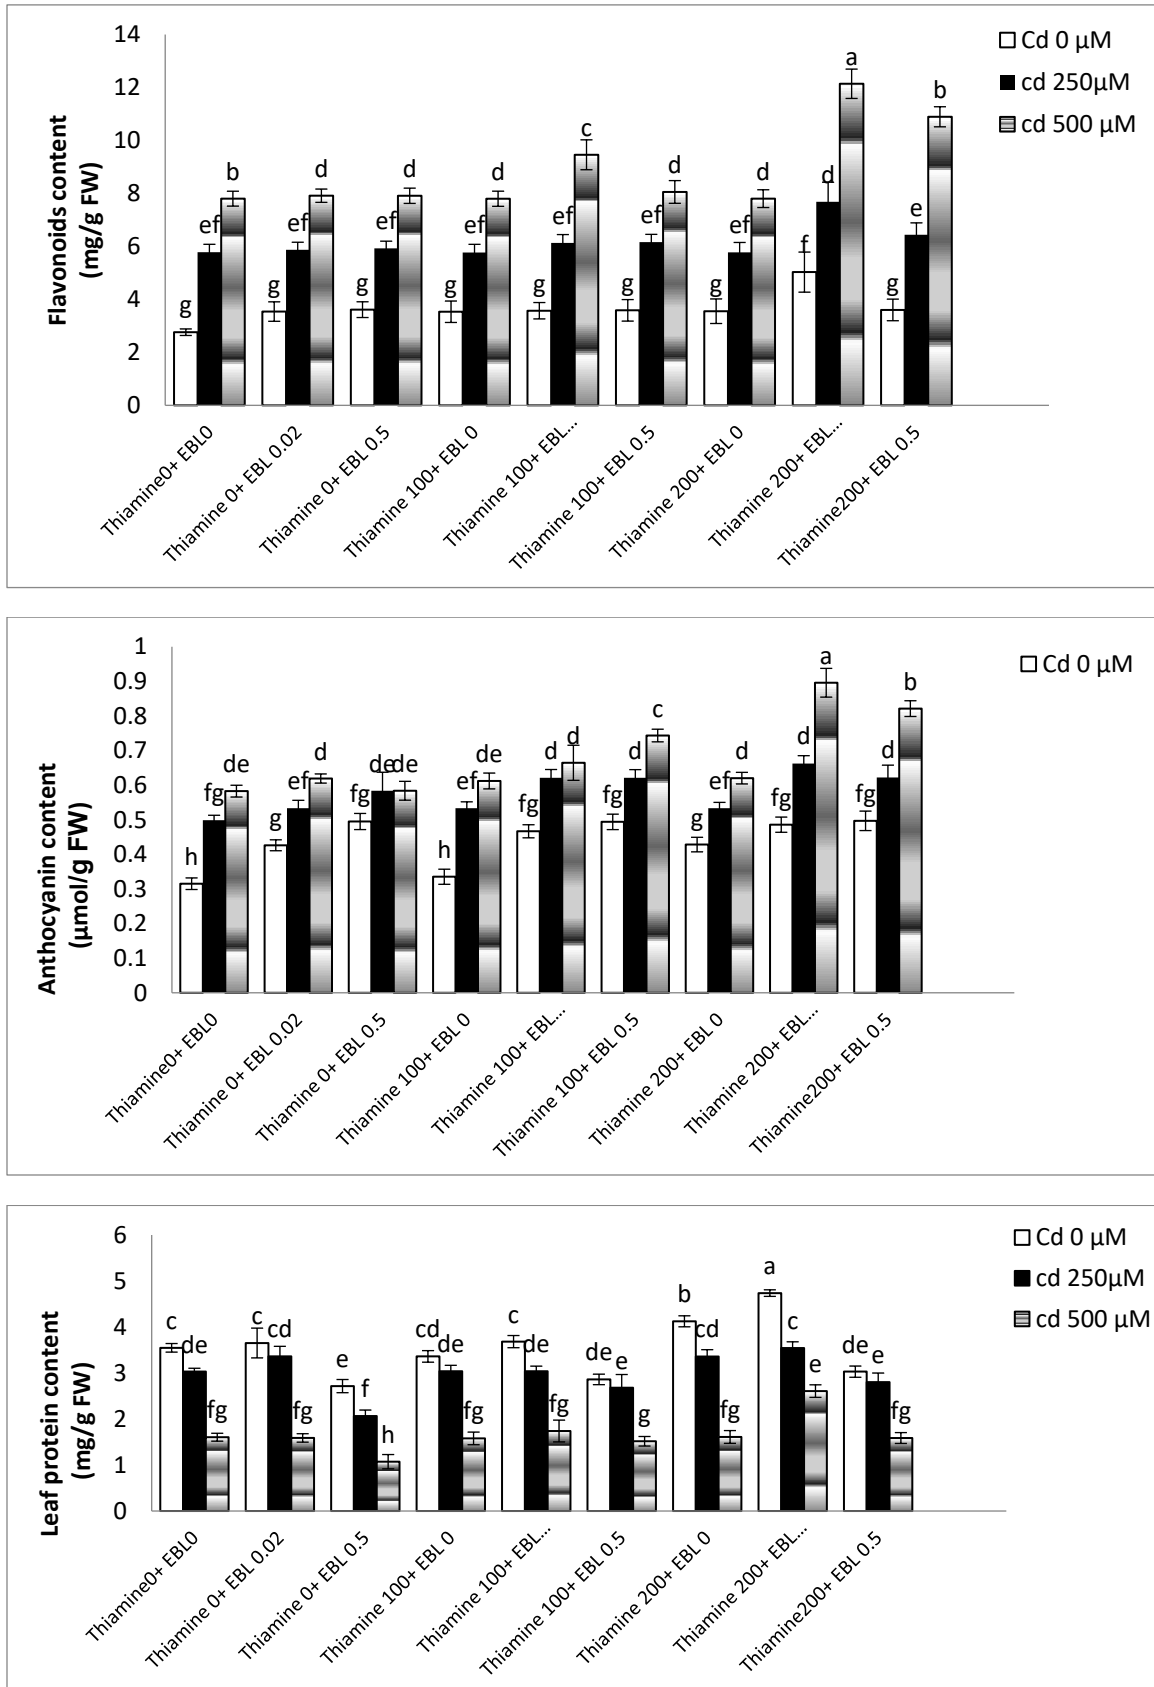 14
12
10
8
6
4
2
0
Flavonoids content
(mg/g FW)
Cd 0 µM
cd 250µM
cd 500 µM
g ef b
g ef d
g ef d
g ef d
g ef c
g ef d
g ef d
f d a
g e b
Thiamine0+ EBL0
Thiamine 0+ EBL 0.02
Thiamine 0+ EBL 0.5
Thiamine 100+ EBL 0
Thiamine 100+ EBL...
Thiamine 100+ EBL 0.5
Thiamine 200+ EBL 0
Thiamine 200+ EBL...
Thiamine200+ EBL 0.5
1
0.9
0.8
0.7
0.6
0.5
0.4
0.3
0.2
0.1
0
Anthocyanin content
(µmol/g FW)
Cd 0 µM
h fg de
g ef d
fg de de
h ef de
fg d d
fg d c
g ef d
fg d a
fg d b
Thiamine0+ EBL0
Thiamine 0+ EBL 0.02
Thiamine 0+ EBL 0.5
Thiamine 100+ EBL 0
Thiamine 100+ EBL...
Thiamine 100+ EBL 0.5
Thiamine 200+ EBL 0
Thiamine 200+ EBL...
Thiamine200+ EBL 0.5
6
5
4
3
2
1
0
Leaf protein content
(mg/g FW)
Cd 0 µM
cd 250µM
cd 500 µM
c de fg
c cd fg
e f h
cd de fg
c de fg
de e g
b cd fg
a c e
de e fg
Thiamine0+ EBL0
Thiamine 0+ EBL 0.02
Thiamine 0+ EBL 0.5
Thiamine 100+ EBL 0
Thiamine 100+ EBL...
Thiamine 100+ EBL 0.5
Thiamine 200+ EBL 0
Thiamine 200+ EBL...
Thiamine200+ EBL 0.5